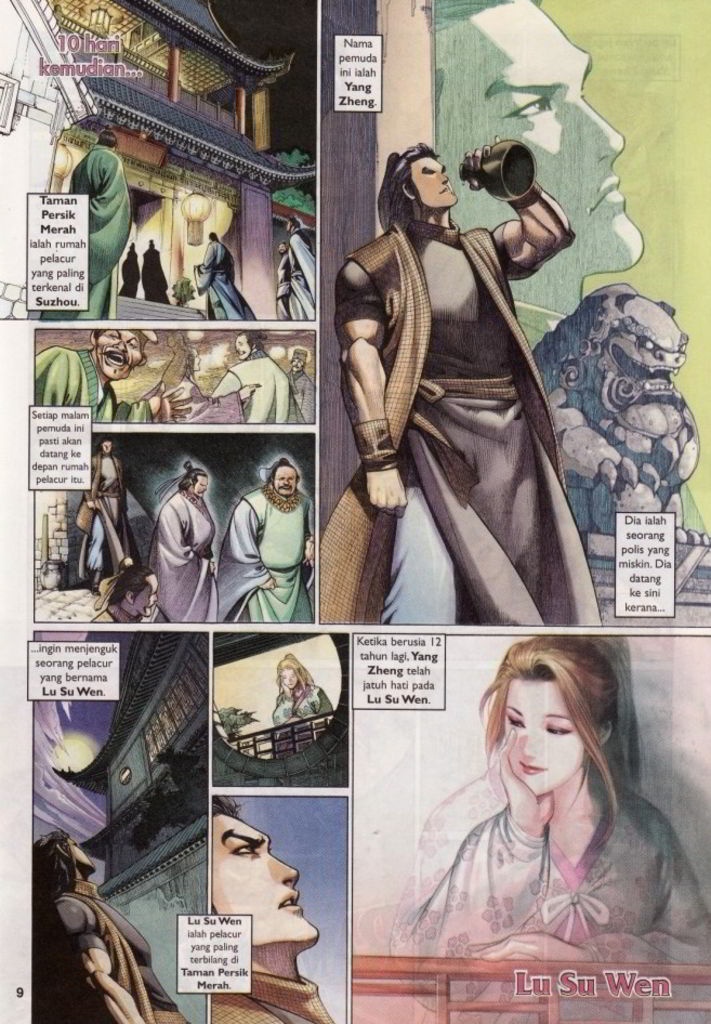 10 hari
kemudian...
Taman
Persik
Merah
ialah rumah
pelacur
yang paling
terkenal di
Suzhou.
Nama
pemuda
ini ialah
Yang
Zheng.
Setiap malam
pemuda ini
pasti akan
datang ke
depan rumah
pelacur itu.
Dia ialah
seorang
polis yang
miskin. Dia
datang
ke sini
kerana...
...ingin menjenguk
seorang pelacur
yang bernama
Lu Su Wen.
Lu Su Wen
ialah pelacur
yang paling
terbilang di
Taman Persik
Merah.
Ketika berusia 12
tahun lagi, Yang
Zheng telah
jatuh hati pada
Lu Su Wen.
Lu Su Wen
9